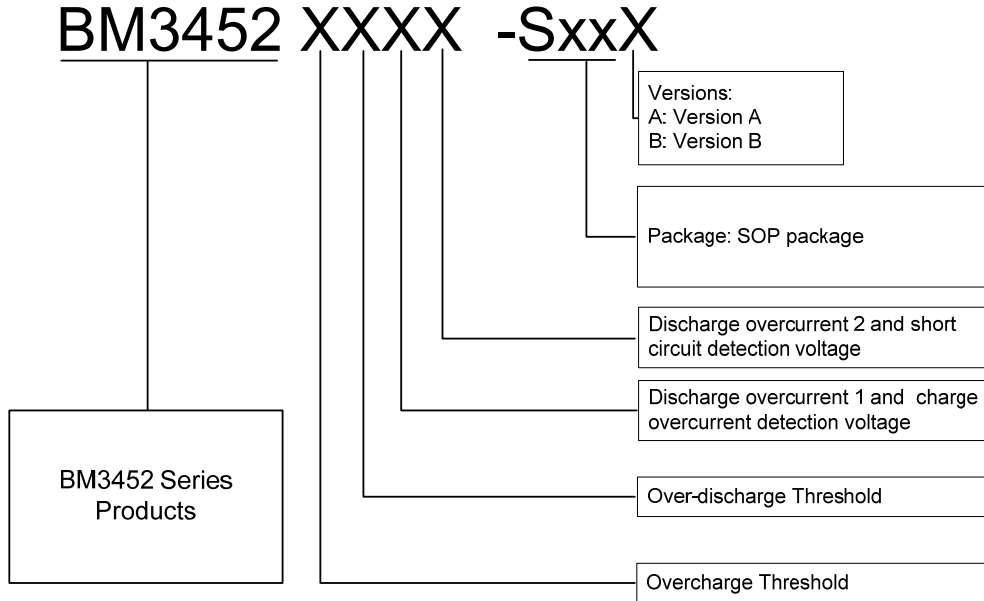 BM3452 XXXX -SxxX
Versions:
A: Version A
B: Version B
Package: SOP package
Discharge overcurrent 2 and short
circuit detection voltage
Discharge overcurrent 1 and charge
overcurrent detection voltage
BM3452 Series
Products
Over-discharge Threshold
Overcharge Threshold